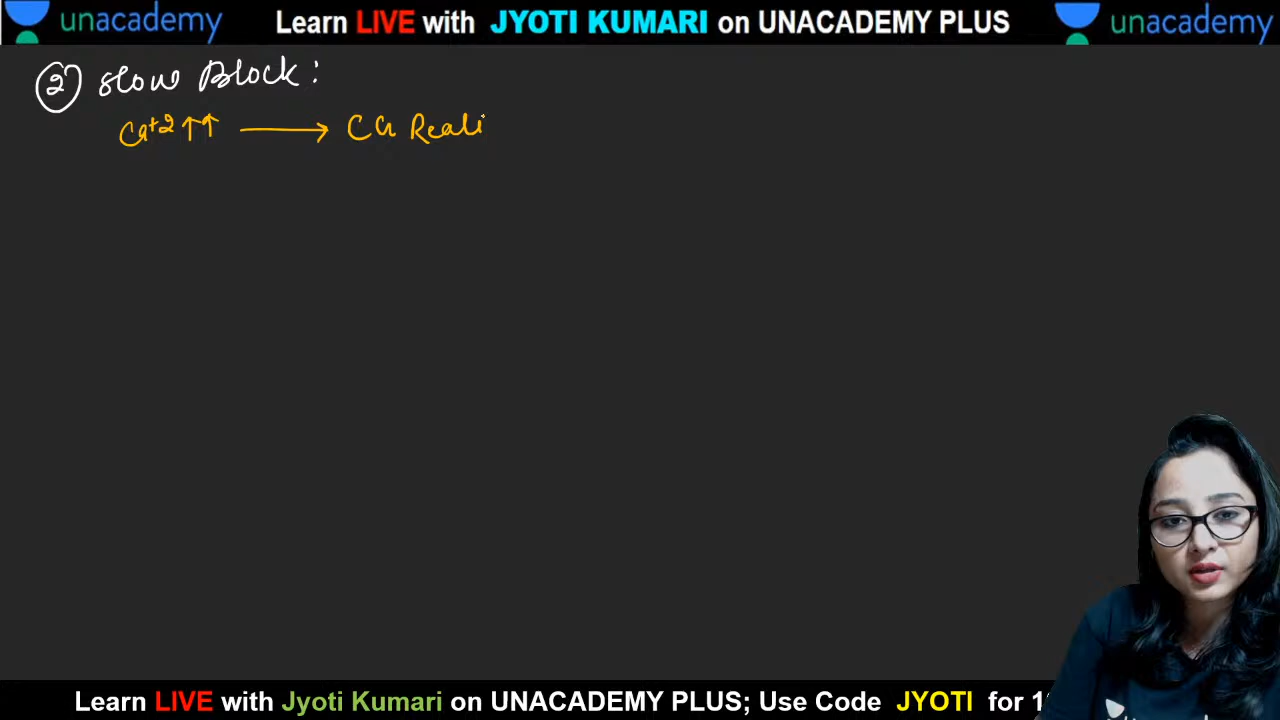 unacademy Learn LIVE with JYOTI KUMARI on UNACADEMY PLUS unacademy
② Slow Block:
Ca+2 ↑↑ → Ca Reali
Learn LIVE with Jyoti Kumari on UNACADEMY PLUS; Use Code JYOTI for 1